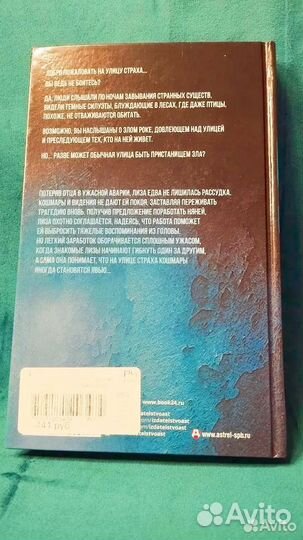 ДОБРО ПОЖАЛОВАТЬ НА УЛИЦУ СТРАХА...
ВЫ ВЕДЬ НЕ БОИТЕСЬ?
ДА, ЛЮДИ СЛЫШАЛИ ПО НОЧАМ ЗАВЫВАНИЯ СТРАННЫХ СУЩЕСТВ,
ВИДЕЛИ ТЕМНЫЕ СИЛУЭТЫ, БЛУЖДАЮЩИЕ В ЛЕСАХ, ГДЕ ДАЖЕ ПТИЦЫ,
ПОХОЖЕ, НЕ ОТВАЖИВАЮТСЯ ОБИТАТЬ.
ВОЗМОЖНО, ВЫ НАСЛЫШАНЫ О ЗЛОМ РОКЕ, ДОВЛЕЮЩЕМ НАД УЛИЦЕЙ
И ПРЕСЛЕДУЮЩЕМ ТЕХ, КТО НА НЕЙ ЖИВЕТ.
НО... РАЗВЕ МОЖЕТ ОБЫЧНАЯ УЛИЦА БЫТЬ ПРИСТАНИЩЕМ ЗЛА?
ПОТЕРЯВ ОТЦА В УЖАСНОЙ АВАРИИ, ЛИЗА ЕДВА НЕ ЛИШИЛАСЬ РАССУДКА.
КОШМАРЫ И ВИДЕНИЯ НЕ ДАЮТ ЕЙ ПОКОЯ, ЗАСТАВЛЯЯ ПЕРЕЖИВАТЬ
ТРАГЕДИЮ ВНОВЬ. ПОЛУЧИВ ПРЕДЛОЖЕНИЕ ПОРАБОТАТЬ НЯНЕЙ,
ЛИЗА ОХОТНО СОГЛАШАЕТСЯ, НАДЕЯСЬ, ЧТО РАБОТА ПОМОЖЕТ
ЕЙ ВЫБРОСИТЬ ТЯЖЕЛЫЕ ВОСПОМИНАНИЯ ИЗ ГОЛОВЫ.
НО ЛЕГКИЙ ЗАРАБОТОК ОБОРАЧИВАЕТСЯ СПЛОШНЫМ УЖАСОМ,
КОГДА ЗНАКОМЫЕ ЛИЗЫ НАЧИНАЮТ ГИБНУТЬ ОДИН ЗА ДРУГИМ,
А САМА ОНА ПОНИМАЕТ, ЧТО НА УЛИЦЕ СТРАХА КОШМАРЫ
ИНОГДА СТАНОВЯТСЯ ЯВЬЮ...
www.book24.ru
izdatelstvoast
.com/izdatelstvoast
izdatelstvoast
www.astrel-spb.ru
Avito
Avito